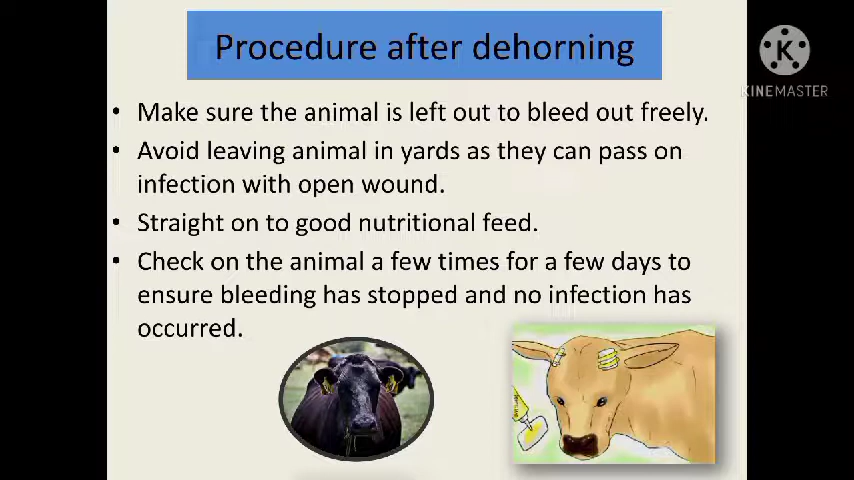 Procedure after dehorning
K
KINEMASTER
• Make sure the animal is left out to bleed out freely.
• Avoid leaving animal in yards as they can pass on
infection with open wound.
• Straight on to good nutritional feed.
• Check on the animal a few times for a few days to
ensure bleeding has stopped and no infection has
occurred.